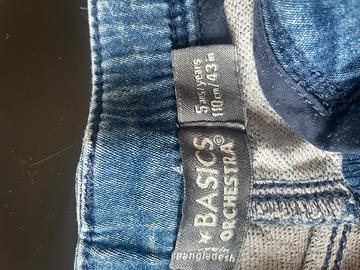 5 ans/years
110 cm/43 in
★ BASICS
ORCHESTRA®